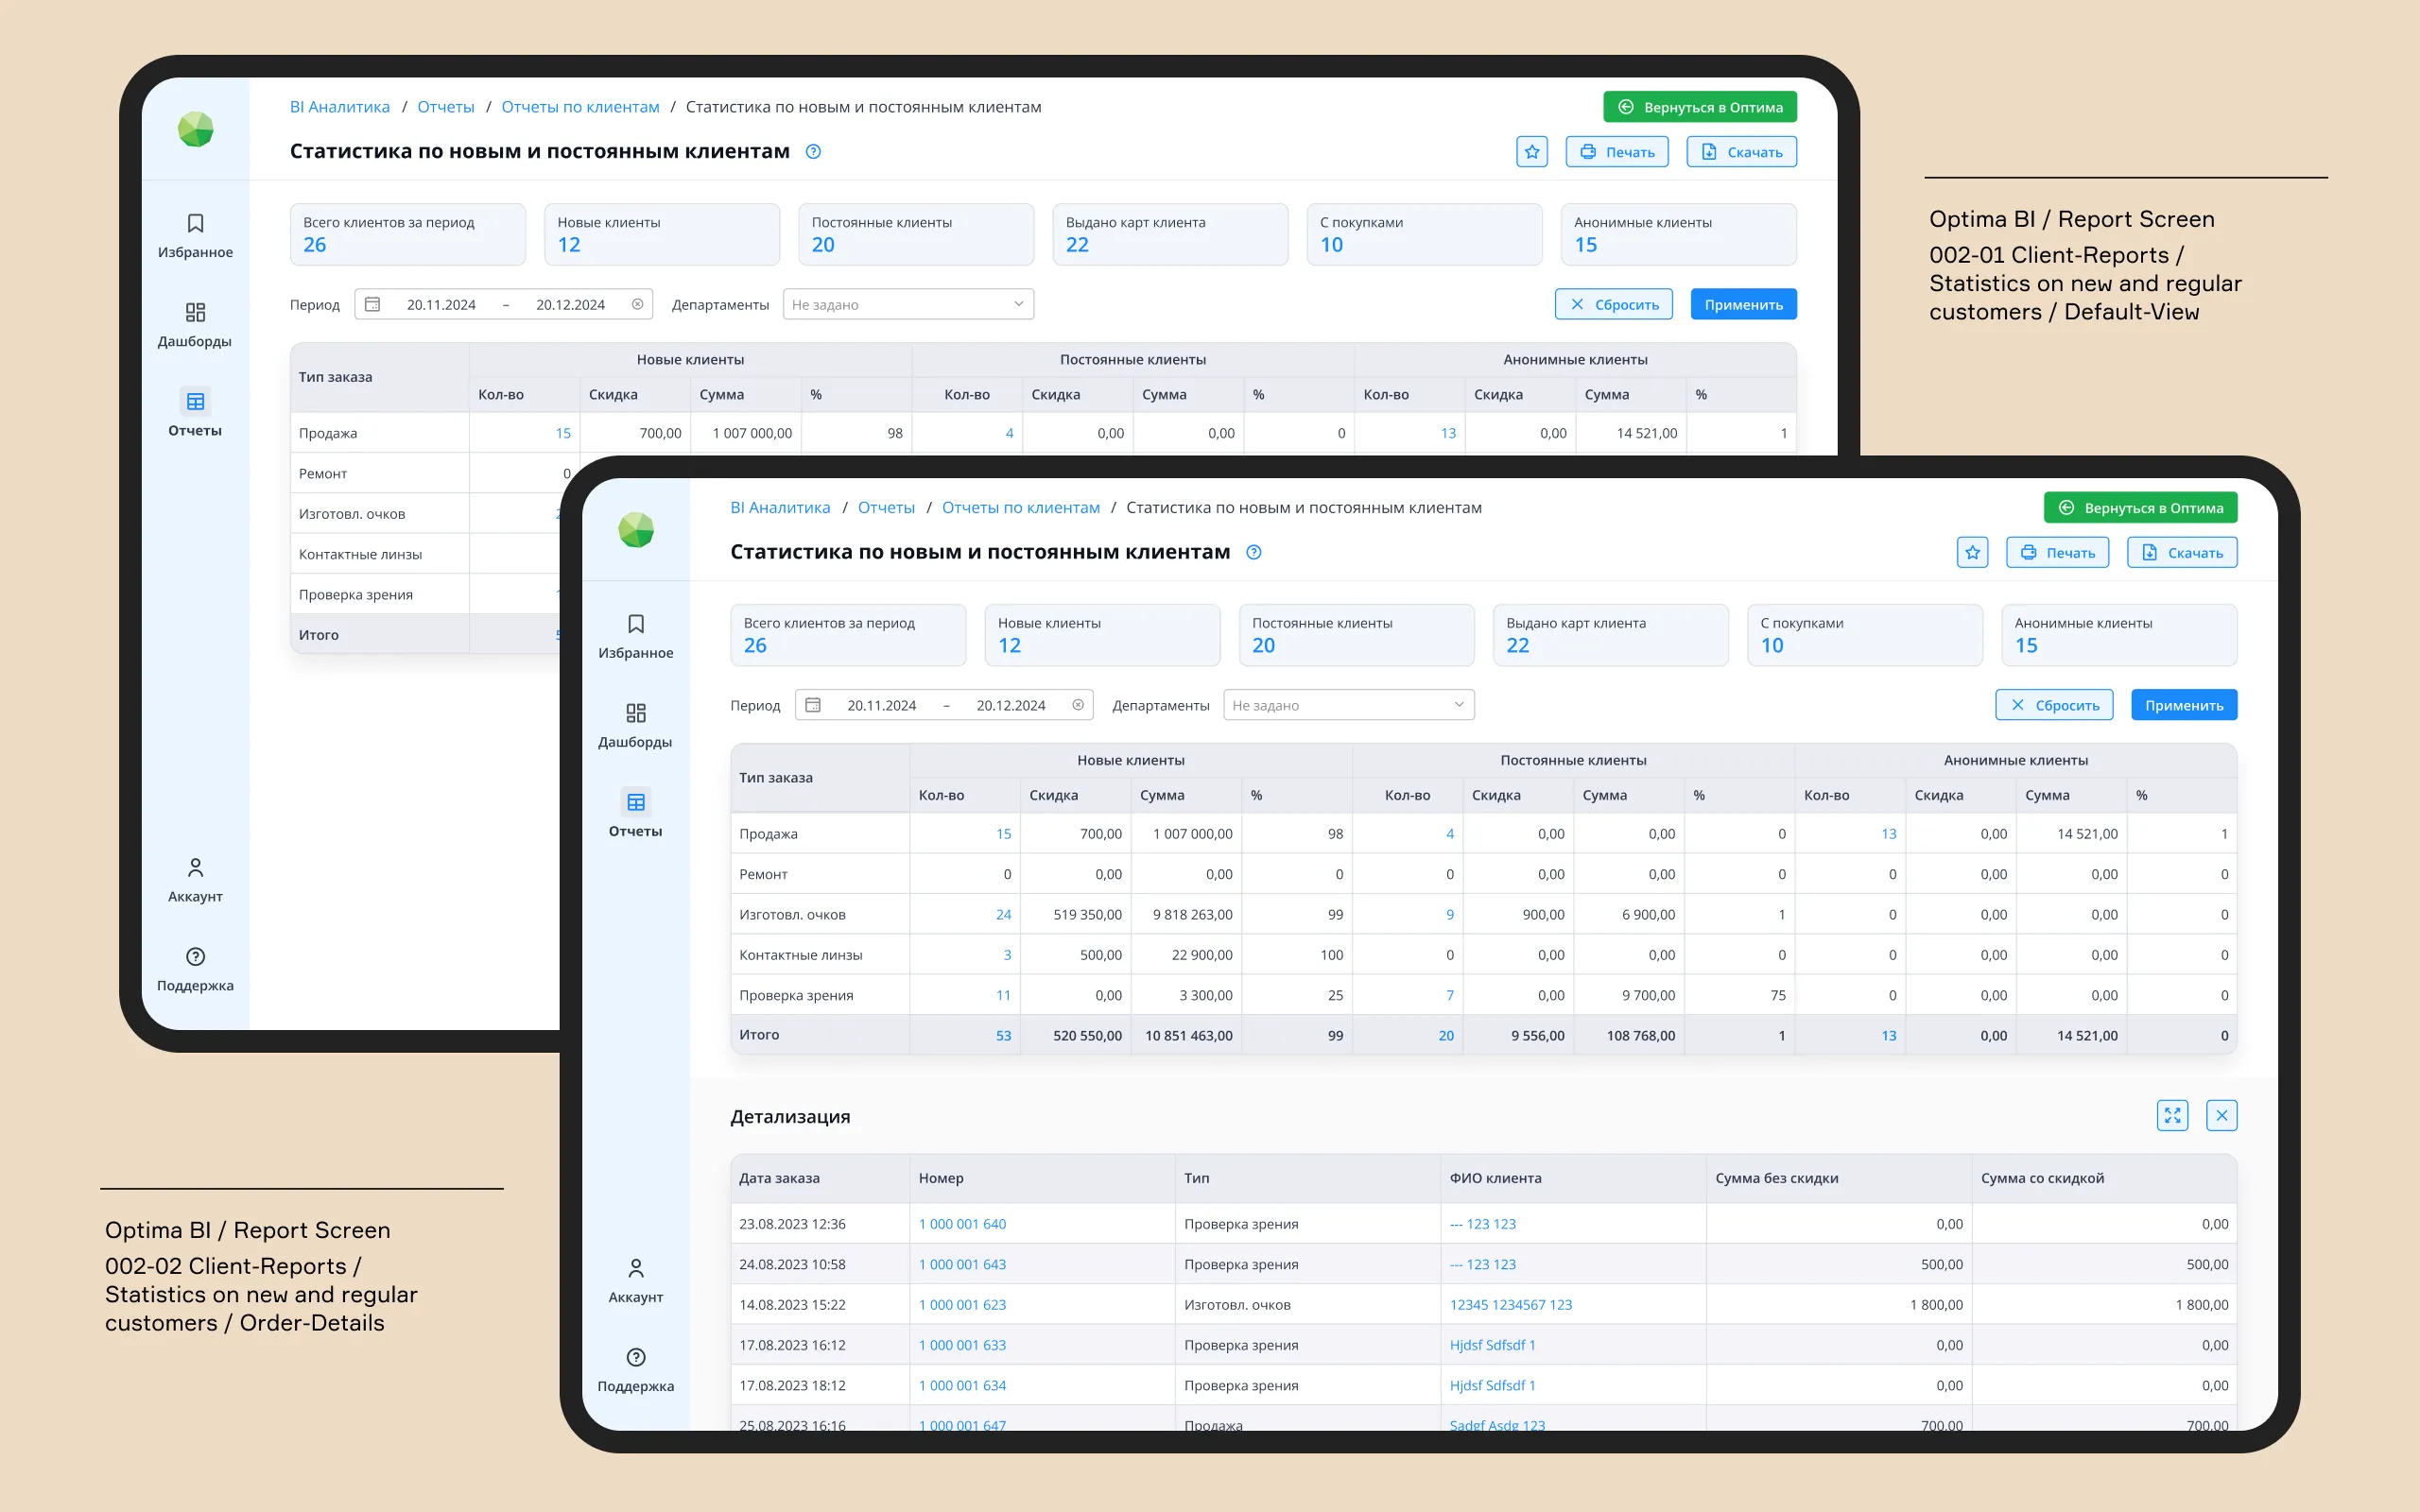 BI Аналитика / Отчеты / Отчеты по клиентам / Статистика по новым и постоянным клиентам
Вернуться в Оптима
Статистика по новым и постоянным клиентам
Печать
Скачать
Избранное
Дашборды
Отчеты
Аккаунт
Поддержка
Всего клиентов за период
26
Новые клиенты
12
Постоянные клиенты
20
Выдано карт клиента
22
С покупками
10
Анонимные клиенты
15
Период 20.11.2024 – 20.12.2024 Департаменты Не задано Сбросить Применить
Тип заказа Новые клиенты Постоянные клиенты Анонимные клиенты
Кол-во Скидка Сумма % Кол-во Скидка Сумма % Кол-во Скидка Сумма %
Продажа 15 700,00 1 007 000,00 98 4 0,00 0,00 0 13 0,00 14 521,00 1
Ремонт 0
Изготовл. очков
Контактные линзы
Проверка зрения
Итого
Optima BI / Report Screen
002-01 Client-Reports /
Statistics on new and regular
customers / Default-View
BI Аналитика / Отчеты / Отчеты по клиентам / Статистика по новым и постоянным клиентам
Вернуться в Оптима
Статистика по новым и постоянным клиентам
Печать
Скачать
Избранное
Дашборды
Отчеты
Аккаунт
Поддержка
Всего клиентов за период
26
Новые клиенты
12
Постоянные клиенты
20
Выдано карт клиента
22
С покупками
10
Анонимные клиенты
15
Период 20.11.2024 – 20.12.2024 Департаменты Не задано Сбросить Применить
Тип заказа Новые клиенты Постоянные клиенты Анонимные клиенты
Кол-во Скидка Сумма % Кол-во Скидка Сумма % Кол-во Скидка Сумма %
Продажа 15 700,00 1 007 000,00 98 4 0,00 0,00 0 13 0,00 14 521,00 1
Ремонт 0 0,00 0,00 0 0 0,00 0,00 0 0 0,00 0,00 0
Изготовл. очков 24 519 350,00 9 818 263,00 99 9 900,00 6 900,00 1 0 0,00 0,00 0
Контактные линзы 3 500,00 22 900,00 100 0 0,00 0,00 0 0 0,00 0,00 0
Проверка зрения 11 0,00 3 300,00 25 7 0,00 9 700,00 75 0 0,00 0,00 0
Итого 53 520 550,00 10 851 463,00 99 20 9 556,00 108 768,00 1 13 0,00 14 521,00 0
Детализация
Дата заказа Номер Тип ФИО клиента Сумма без скидки Сумма со скидкой
23.08.2023 12:36 1 000 001 640 Проверка зрения --- 123 123 0,00 0,00
24.08.2023 10:58 1 000 001 643 Проверка зрения --- 123 123 500,00 500,00
14.08.2023 15:22 1 000 001 623 Изготовл. очков 12345 1234567 123 1 800,00 1 800,00
17.08.2023 16:12 1 000 001 633 Проверка зрения Hjdsf Sdfsdf 1 0,00 0,00
17.08.2023 18:12 1 000 001 634 Проверка зрения Hjdsf Sdfsdf 1 0,00 0,00
25.08.2023 16:16 1 000 001 647 Продажа Sadgf Asdg 123 700,00 700,00
Optima BI / Report Screen
002-02 Client-Reports /
Statistics on new and regular
customers / Order-Details